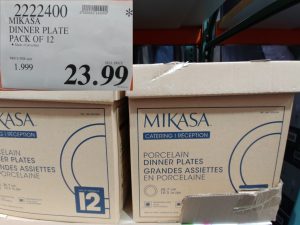 2222400
MIKASA
DINNER PLATE
PACK OF 12
1.999
23.99
MIKASA
CATERING | RECEPTION
PORCELAIN
DINNER PLATES
GRANDES ASSIETTES
EN PORCELAINE
12
MIKASA
CATERING | RECEPTION
PORCELAIN
DINNER PLATES
GRANDES ASSIETTES
EN PORCELAINE